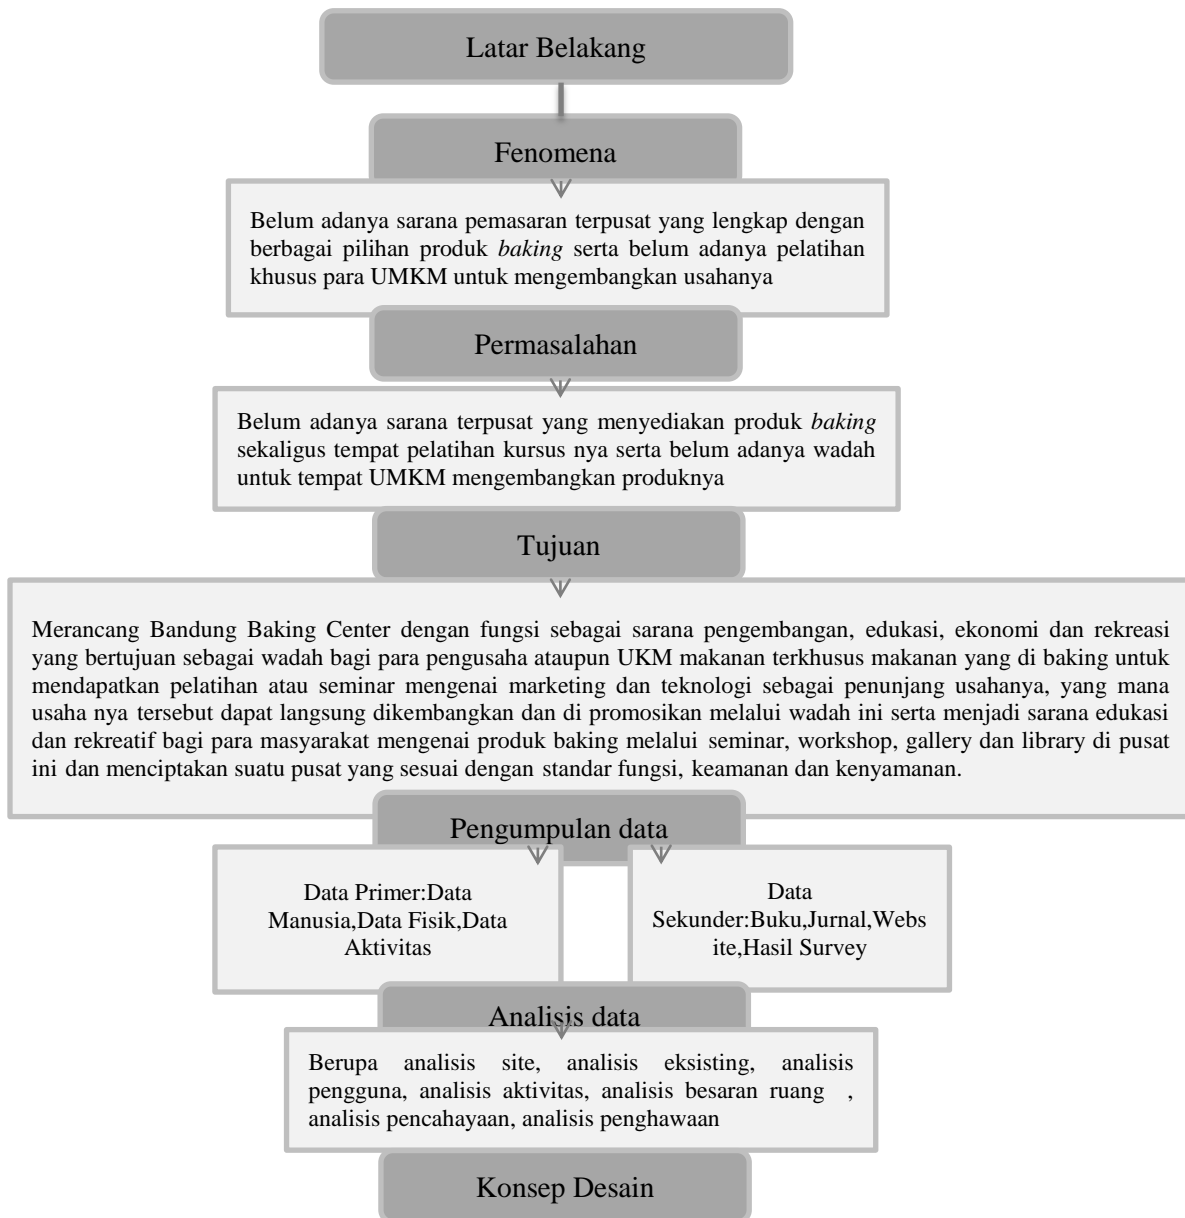 Latar Belakang
Fenomena
Belum adanya sarana pemasaran terpusat yang lengkap dengan
berbagai pilihan produk baking serta belum adanya pelatihan
khusus para UMKM untuk mengembangkan usahanya
Permasalahan
Belum adanya sarana terpusat yang menyediakan produk baking
sekaligus tempat pelatihan kursus nya serta belum adanya wadah
untuk tempat UMKM mengembangkan produknya
Tujuan
Merancang Bandung Baking Center dengan fungsi sebagai sarana pengembangan, edukasi, ekonomi dan rekreasi
yang bertujuan sebagai wadah bagi para pengusaha ataupun UKM makanan terkhusus makanan yang di baking untuk
mendapatkan pelatihan atau seminar mengenai marketing dan teknologi sebagai penunjang usahanya, yang mana
usaha nya tersebut dapat langsung dikembangkan dan di promosikan melalui wadah ini serta menjadi sarana edukasi
dan rekreatif bagi para masyarakat mengenai produk baking melalui seminar, workshop, gallery dan library di pusat
ini dan menciptakan suatu pusat yang sesuai dengan standar fungsi, keamanan dan kenyamanan.
Pengumpulan data
Data Primer:Data
Manusia,Data Fisik,Data
Aktivitas
Data
Sekunder:Buku,Jurnal,Webs
ite,Hasil Survey
Analisis data
Berupa analisis site, analisis eksisting, analisis
pengguna, analisis aktivitas, analisis besaran ruang ,
analisis pencahayaan, analisis penghawaan
Konsep Desain